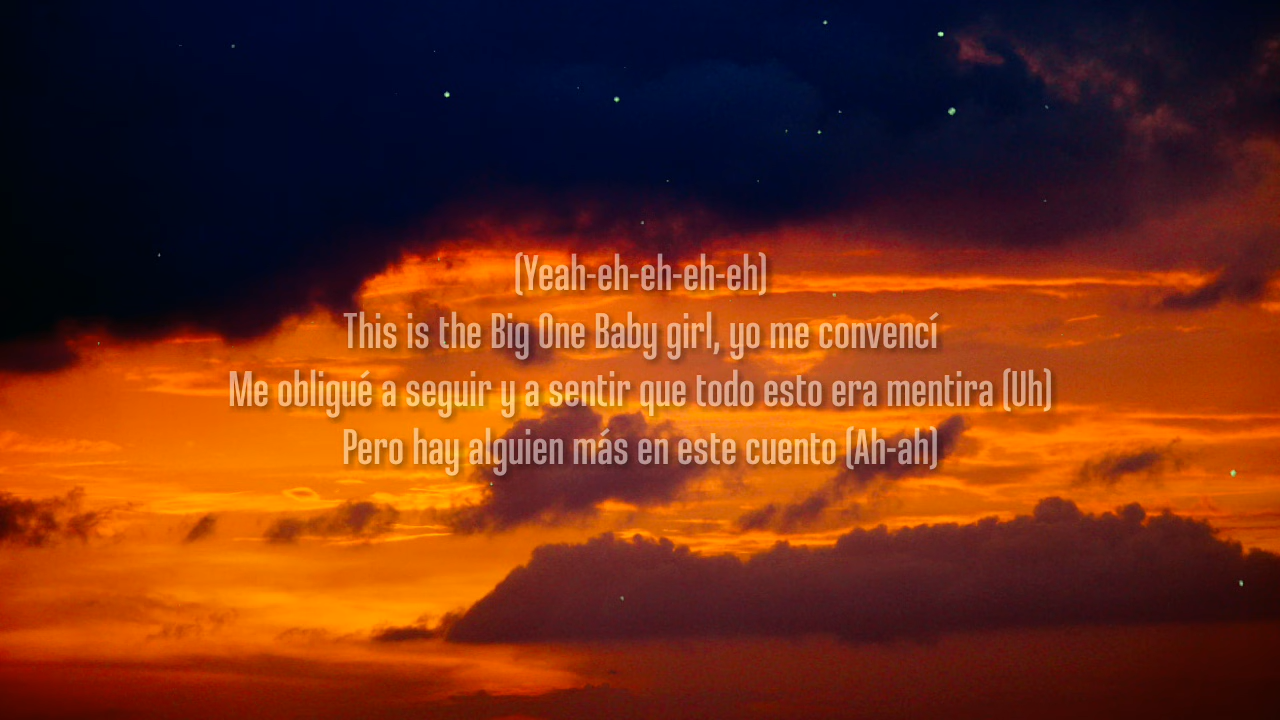 (Yeah-eh-eh-eh-eh)
This is the Big One Baby girl, yo me convencí
Me obligué a seguir y a sentir que todo esto era mentira (Uh)
Pero hay alguien más en este cuento (Ah-ah)